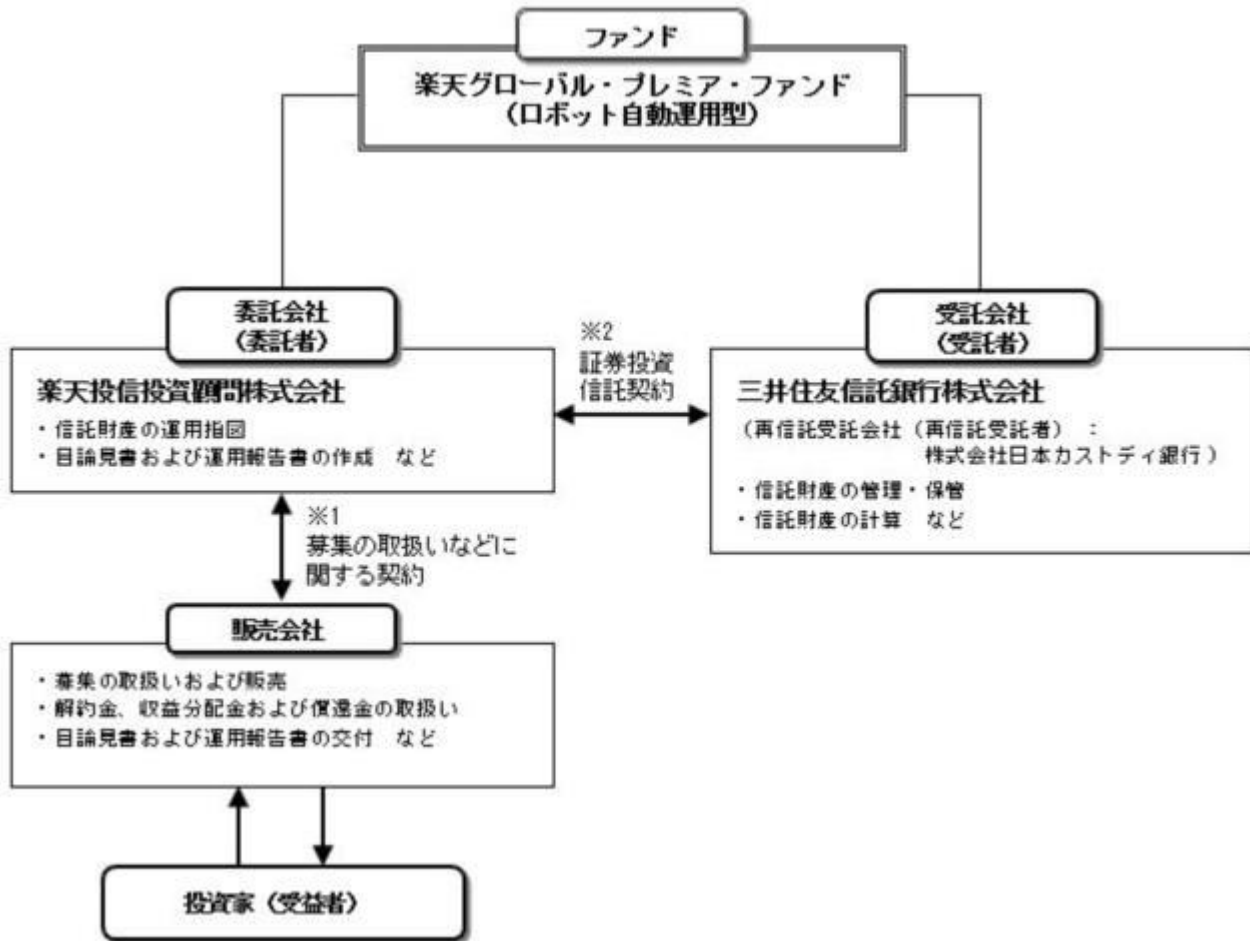 ファンド
楽天グローバル・プレミア・ファンド
（ロボット自動運用型）
委託会社
（委託者）
楽天投信投資顧問株式会社
・信託財産の運用指図
・目論見書および運用報告書の作成　など
※2
証券投資
信託契約
受託会社
（受託者）
三井住友信託銀行株式会社
（再信託受託会社（再信託受託者）　：
株式会社日本カストディ銀行）
・信託財産の管理・保管
・信託財産の計算　など
※1
募集の取扱いなどに
関する契約
販売会社
・募集の取扱いおよび販売
・解約金、収益分配金および償還金の取扱い
・目論見書および運用報告書の交付　など
投資家（受益者）